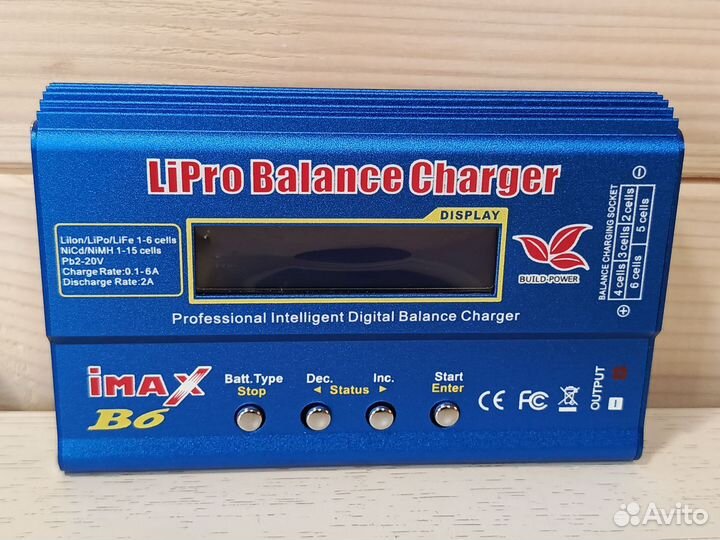 LiPro Balance Charger
DISPLAY
LiIon/LiPo/LiFe 1-6 cells
NiCd/NiMH 1-15 cells
Pb2-20V
Charge Rate:0.1-6A
Discharge Rate:2A
BUILD-POWER
BALANCE CHARGING SOCKET
2 cells
3 cells
4 cells
5 cells
6 cells
Professional Intelligent Digital Balance Charger
iMAX
B6
Batt.Type
Stop
Dec. Inc.
◄ Status ►
Start
Enter
CE FC
OUTPUT
Avito